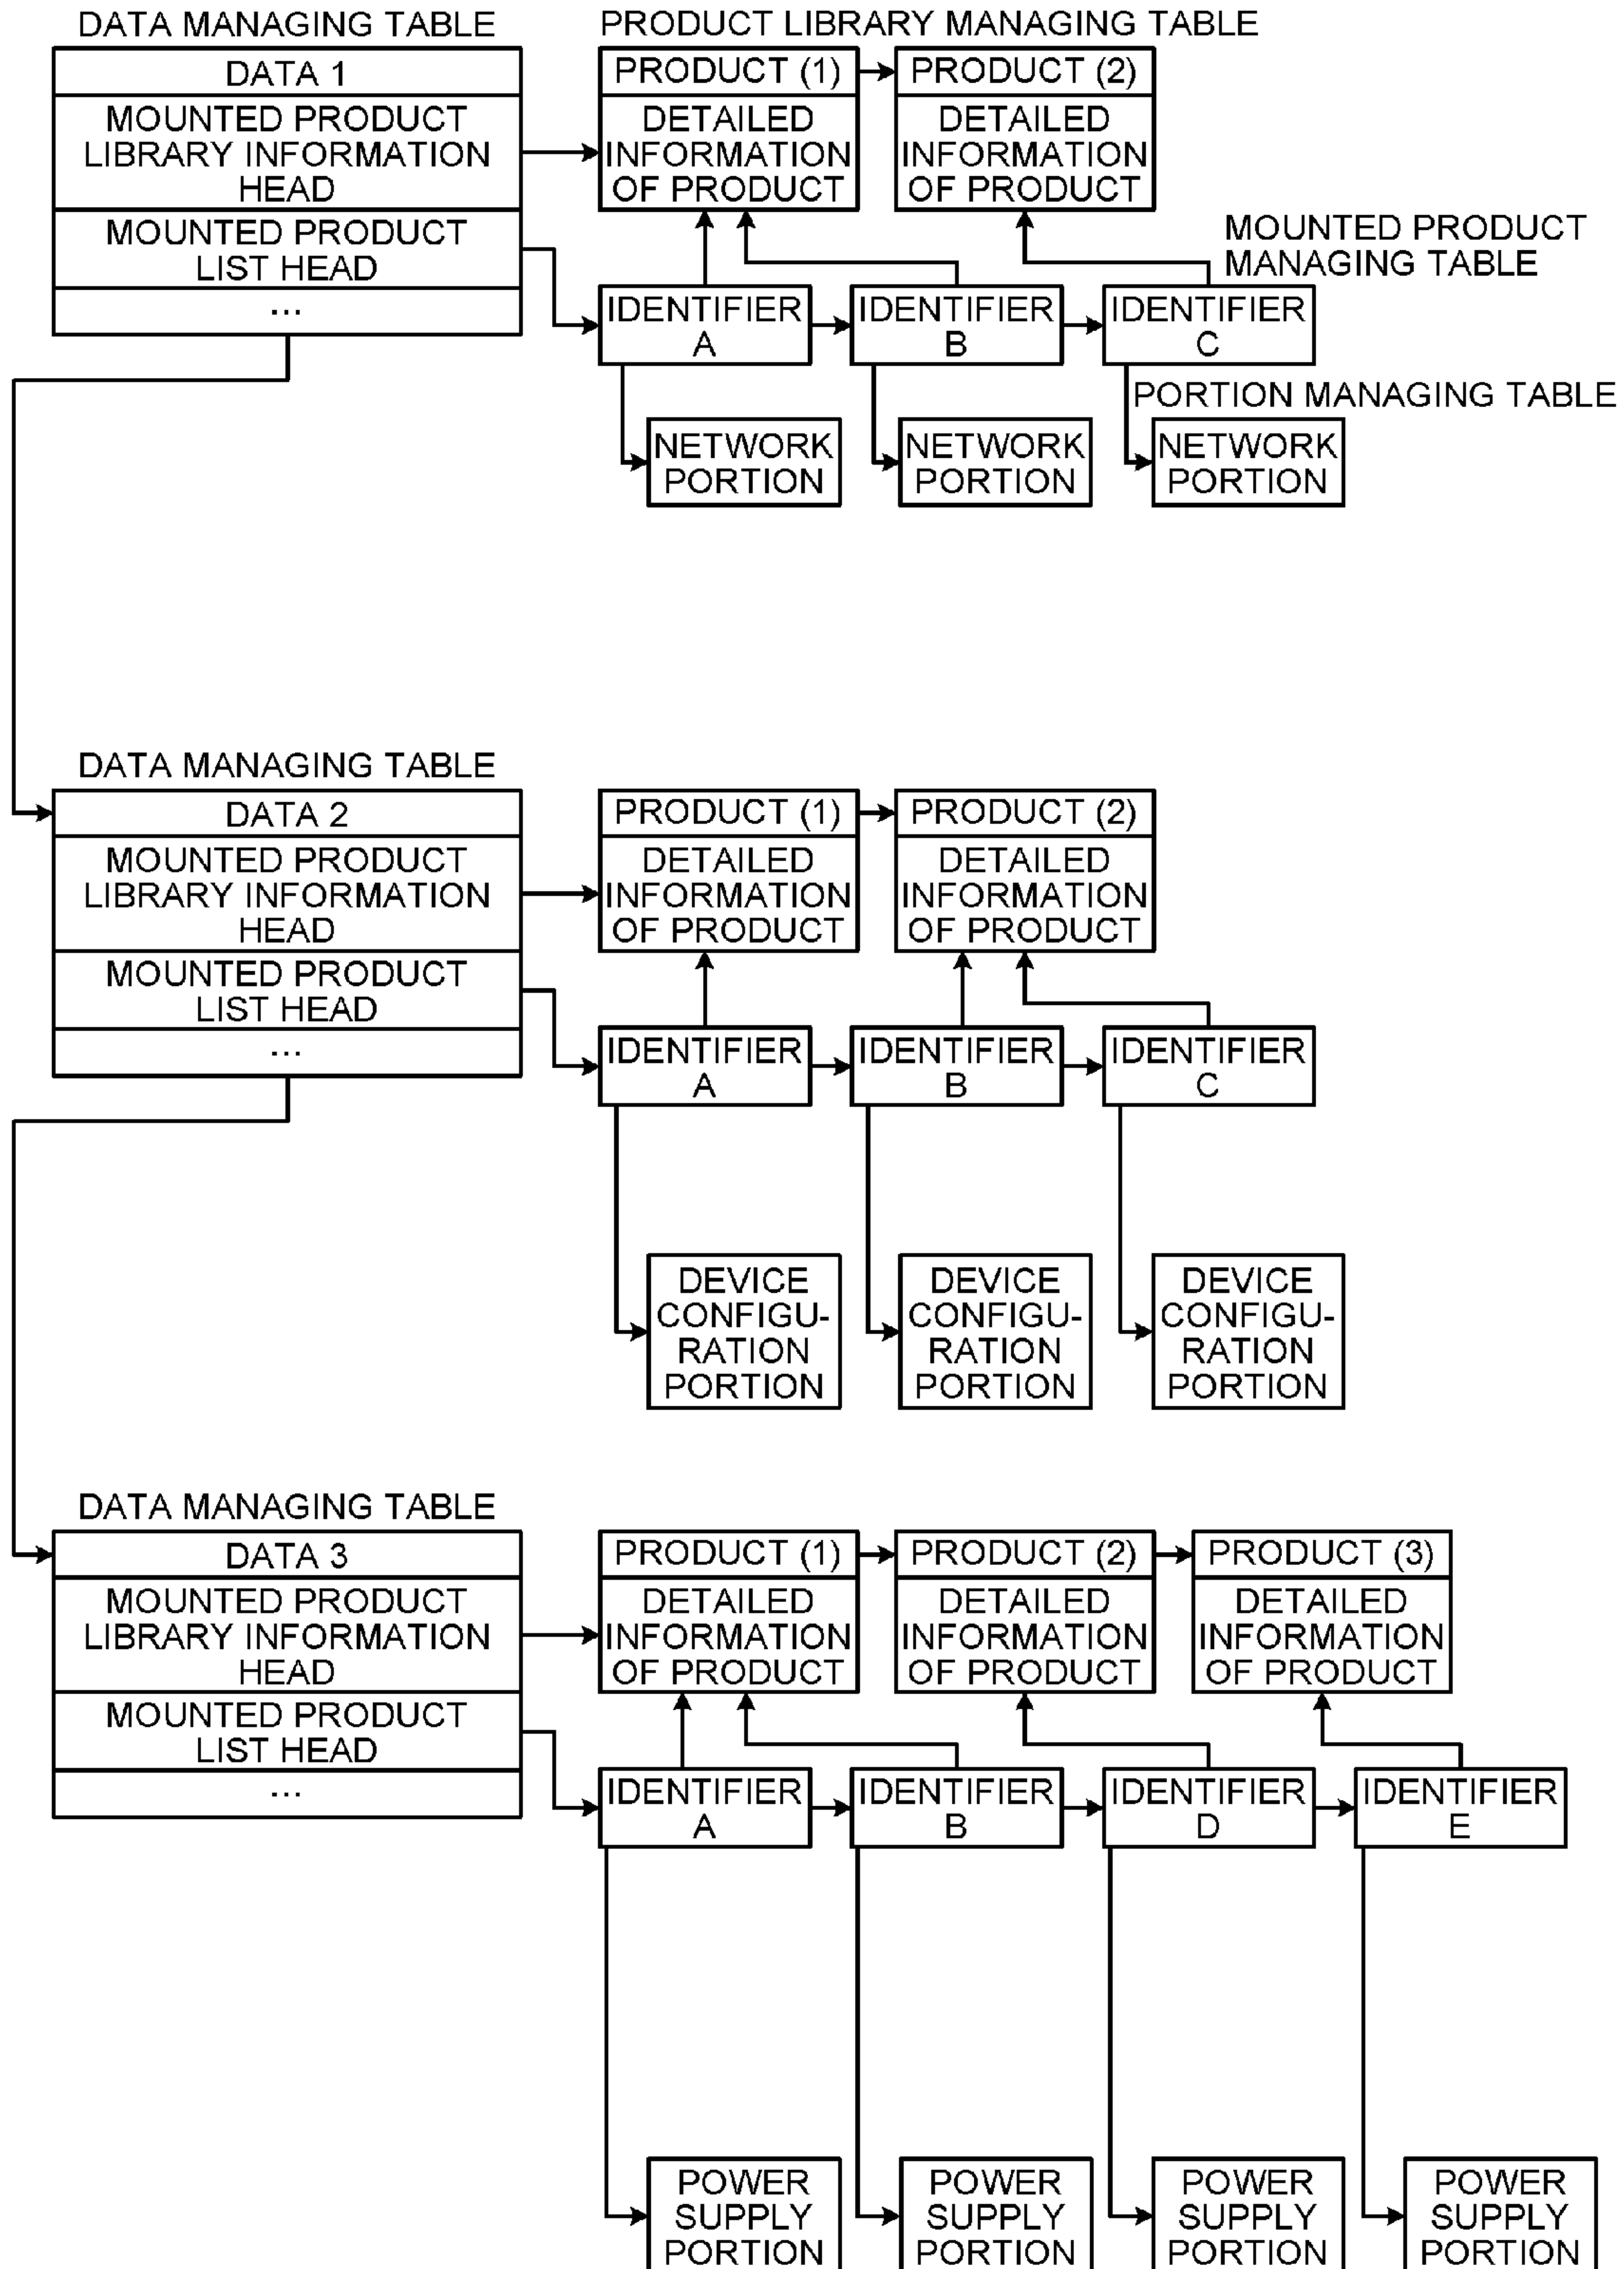 DATA MANAGING TABLE
DATA 1
MOUNTED PRODUCT
LIBRARY INFORMATION
HEAD
MOUNTED PRODUCT
LIST HEAD
...
PRODUCT LIBRARY MANAGING TABLE
PRODUCT (1)
DETAILED
INFORMATION
OF PRODUCT
PRODUCT (2)
DETAILED
INFORMATION
OF PRODUCT
MOUNTED PRODUCT
MANAGING TABLE
IDENTIFIER
A
IDENTIFIER
B
IDENTIFIER
C
PORTION MANAGING TABLE
NETWORK
PORTION
NETWORK
PORTION
NETWORK
PORTION
DATA MANAGING TABLE
DATA 2
MOUNTED PRODUCT
LIBRARY INFORMATION
HEAD
MOUNTED PRODUCT
LIST HEAD
...
PRODUCT (1)
DETAILED
INFORMATION
OF PRODUCT
PRODUCT (2)
DETAILED
INFORMATION
OF PRODUCT
IDENTIFIER
A
IDENTIFIER
B
IDENTIFIER
C
DEVICE
CONFIGU-
RATION
PORTION
DEVICE
CONFIGU-
RATION
PORTION
DEVICE
CONFIGU-
RATION
PORTION
DATA MANAGING TABLE
DATA 3
MOUNTED PRODUCT
LIBRARY INFORMATION
HEAD
MOUNTED PRODUCT
LIST HEAD
...
PRODUCT (1)
DETAILED
INFORMATION
OF PRODUCT
PRODUCT (2)
DETAILED
INFORMATION
OF PRODUCT
PRODUCT (3)
DETAILED
INFORMATION
OF PRODUCT
IDENTIFIER
A
IDENTIFIER
B
IDENTIFIER
D
IDENTIFIER
E
POWER
SUPPLY
PORTION
POWER
SUPPLY
PORTION
POWER
SUPPLY
PORTION
POWER
SUPPLY
PORTION